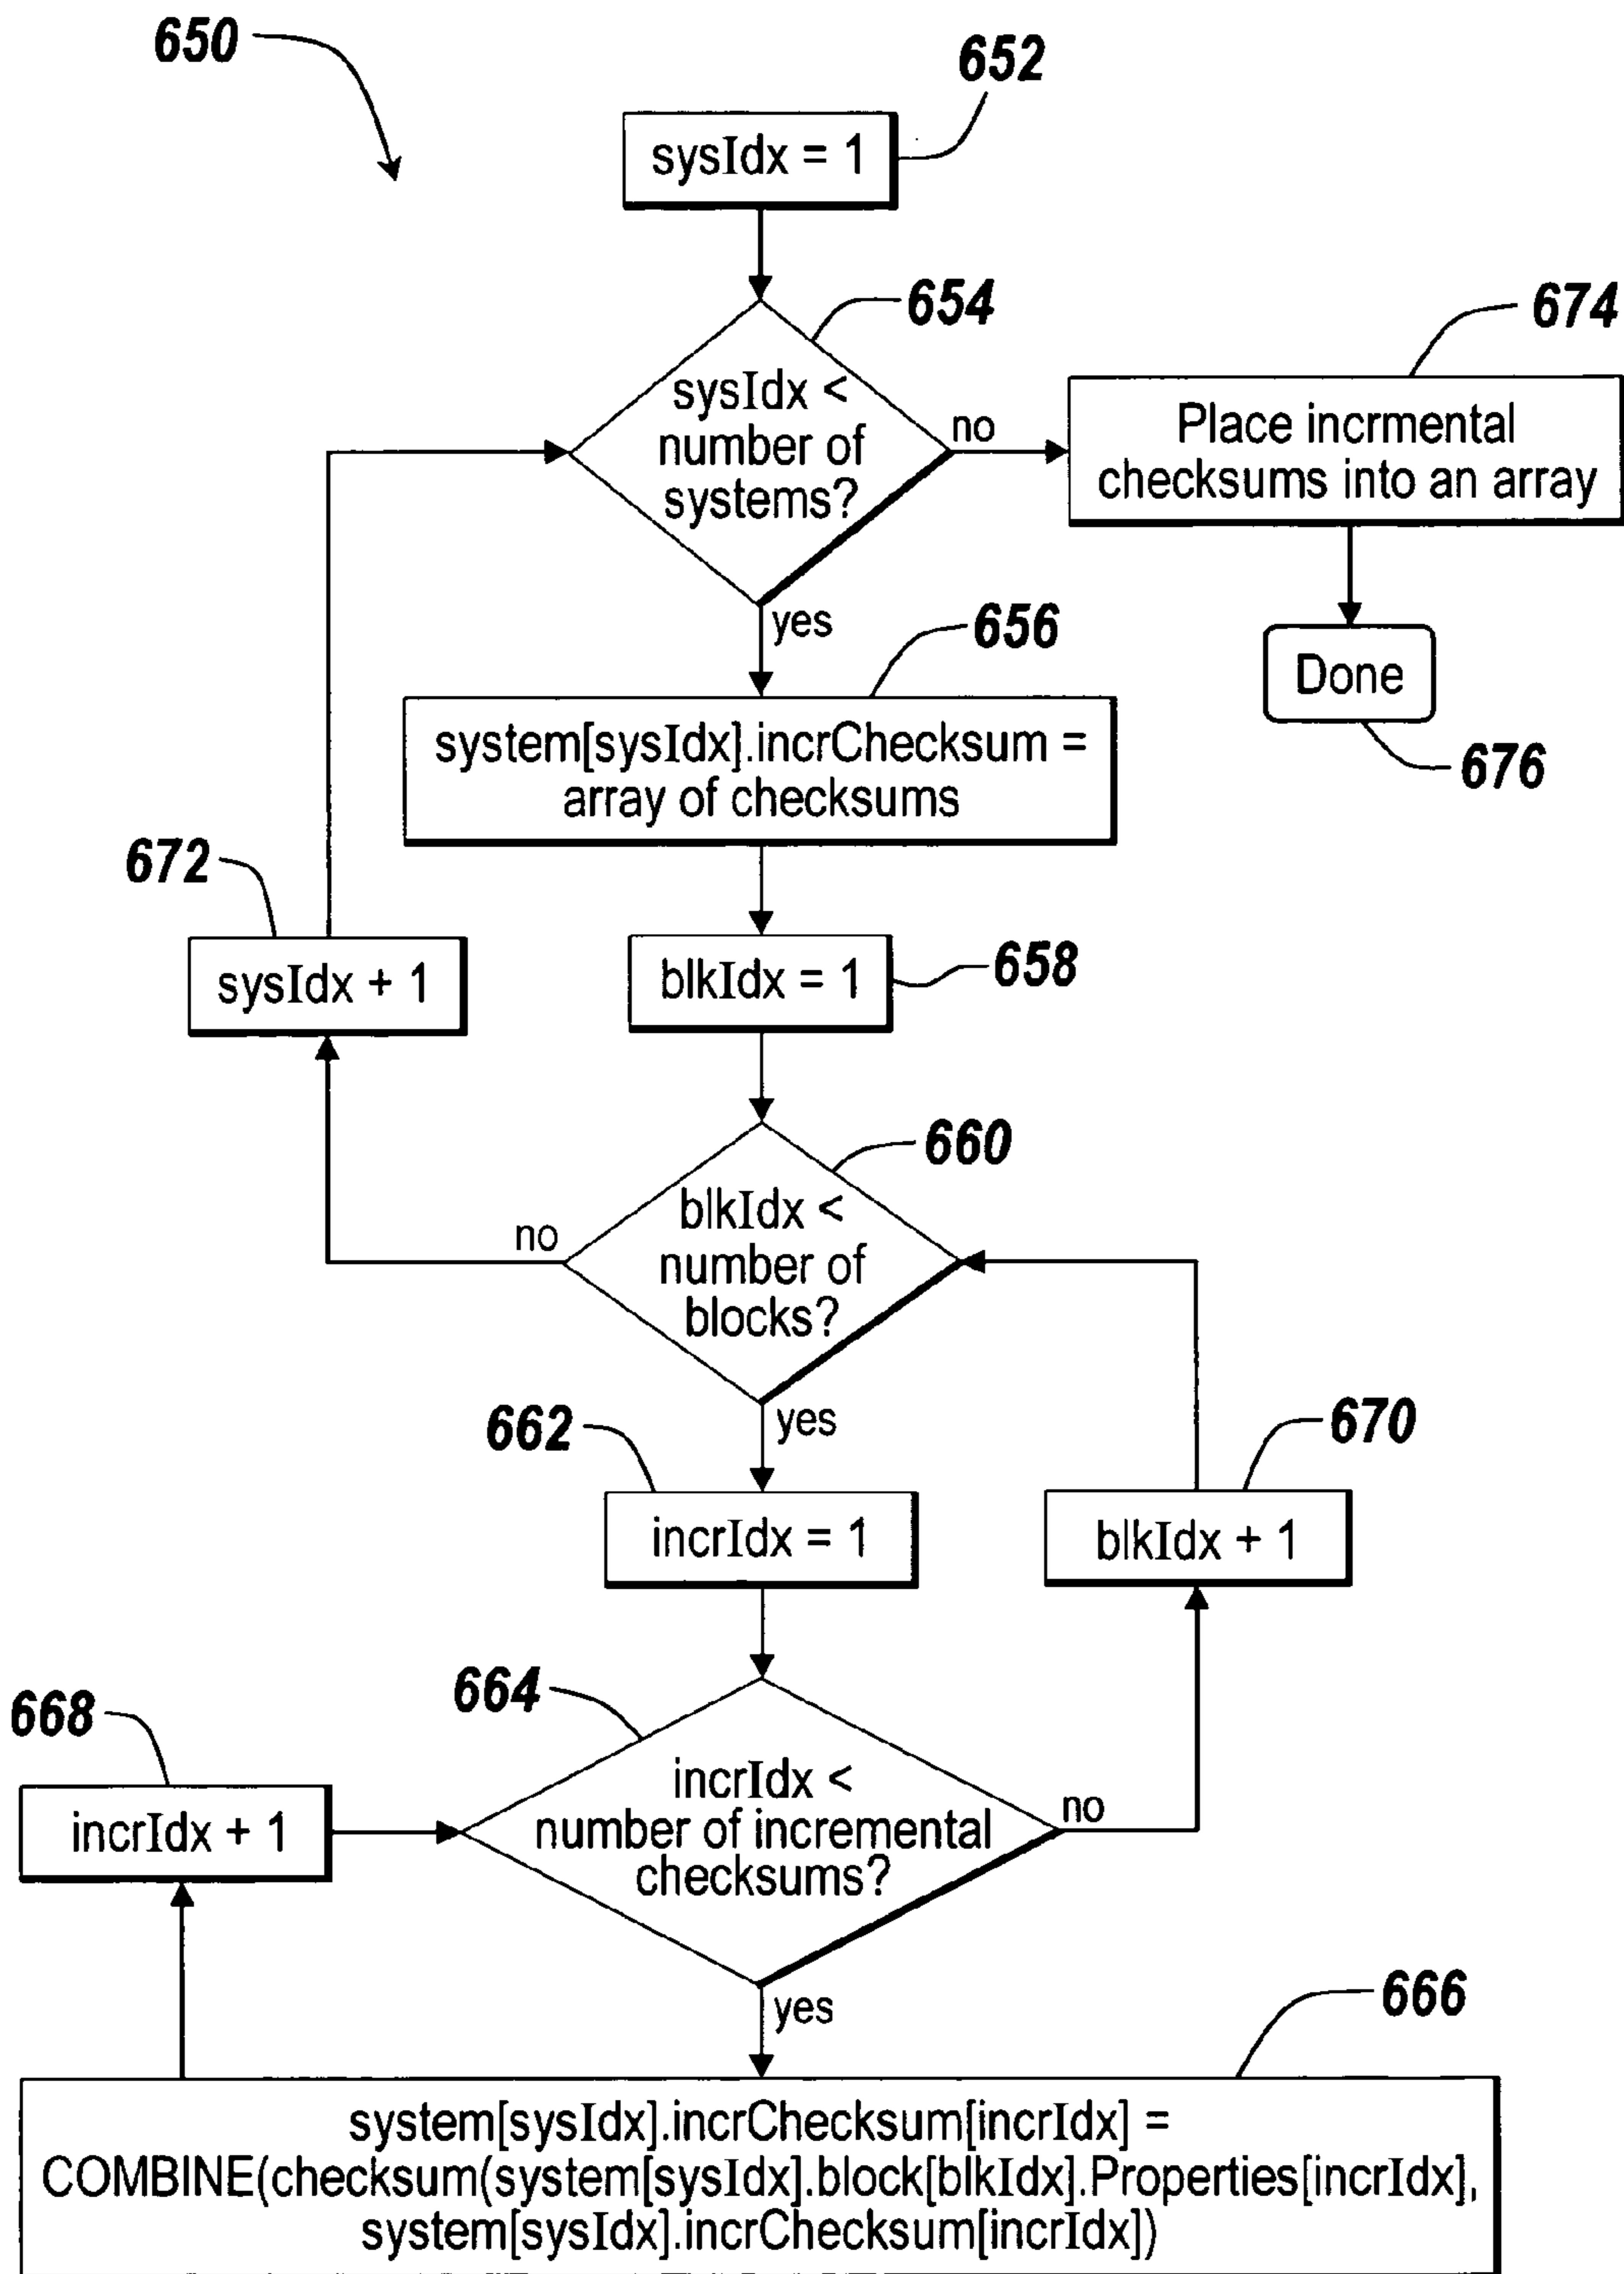 650
652
sysIdx = 1
654
sysIdx <
number of
systems?
no
674
Place incrmental
checksums into an array
Done
676
yes
656
system[sysIdx].incrChecksum =
array of checksums
672
sysIdx + 1
blkIdx = 1
658
660
blkIdx <
number of
blocks?
no
yes
662
incrIdx = 1
670
blkIdx + 1
664
668
incrIdx + 1
incrIdx <
number of incremental
checksums?
no
yes
666
system[sysIdx].incrChecksum[incrIdx] =
COMBINE(checksum(system[sysIdx].block[blkIdx].Properties[incrIdx],
system[sysIdx].incrChecksum[incrIdx])